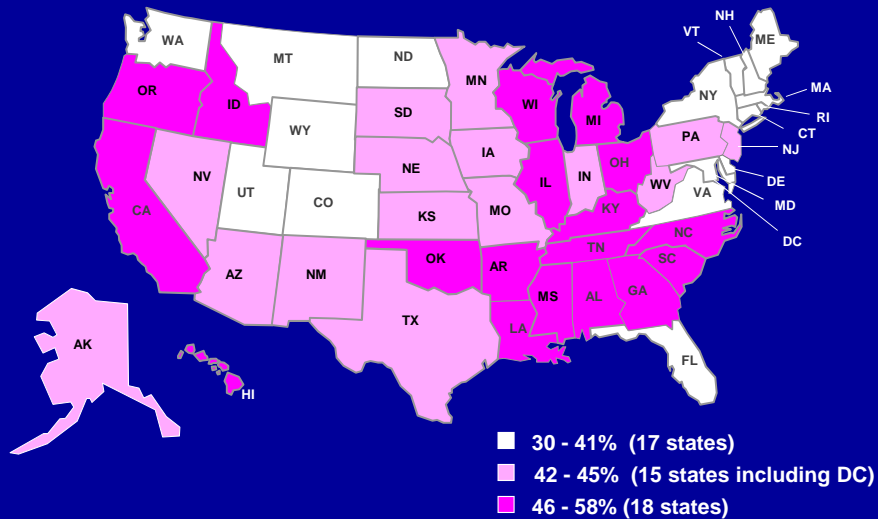 NH
WA
VT
ME
MT
ND
MN
OR
ID
WI
NY
MA
SD
MI
RI
WY
CT
PA
IA
NJ
NE
OH
NV
IL
IN
UT
WV
DE
CO
VA
CA
KS
MO
KY
MD
NC
DC
TN
OK
AR
SC
AZ
NM
MS
AL
GA
TX
LA
AK
FL
HI
30 - 41% (17 states)
42 - 45% (15 states including DC)
46 - 58% (18 states)